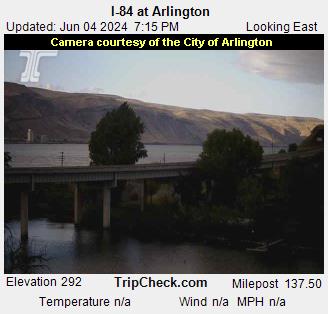 I-84 at Arlington
Updated: Jun 04 2024 7:15 PM Looking East
Camera courtesy of the City of Arlington
Elevation 292 TripCheck.com Milepost 137.50
Temperature n/a Wind n/a MPH n/a